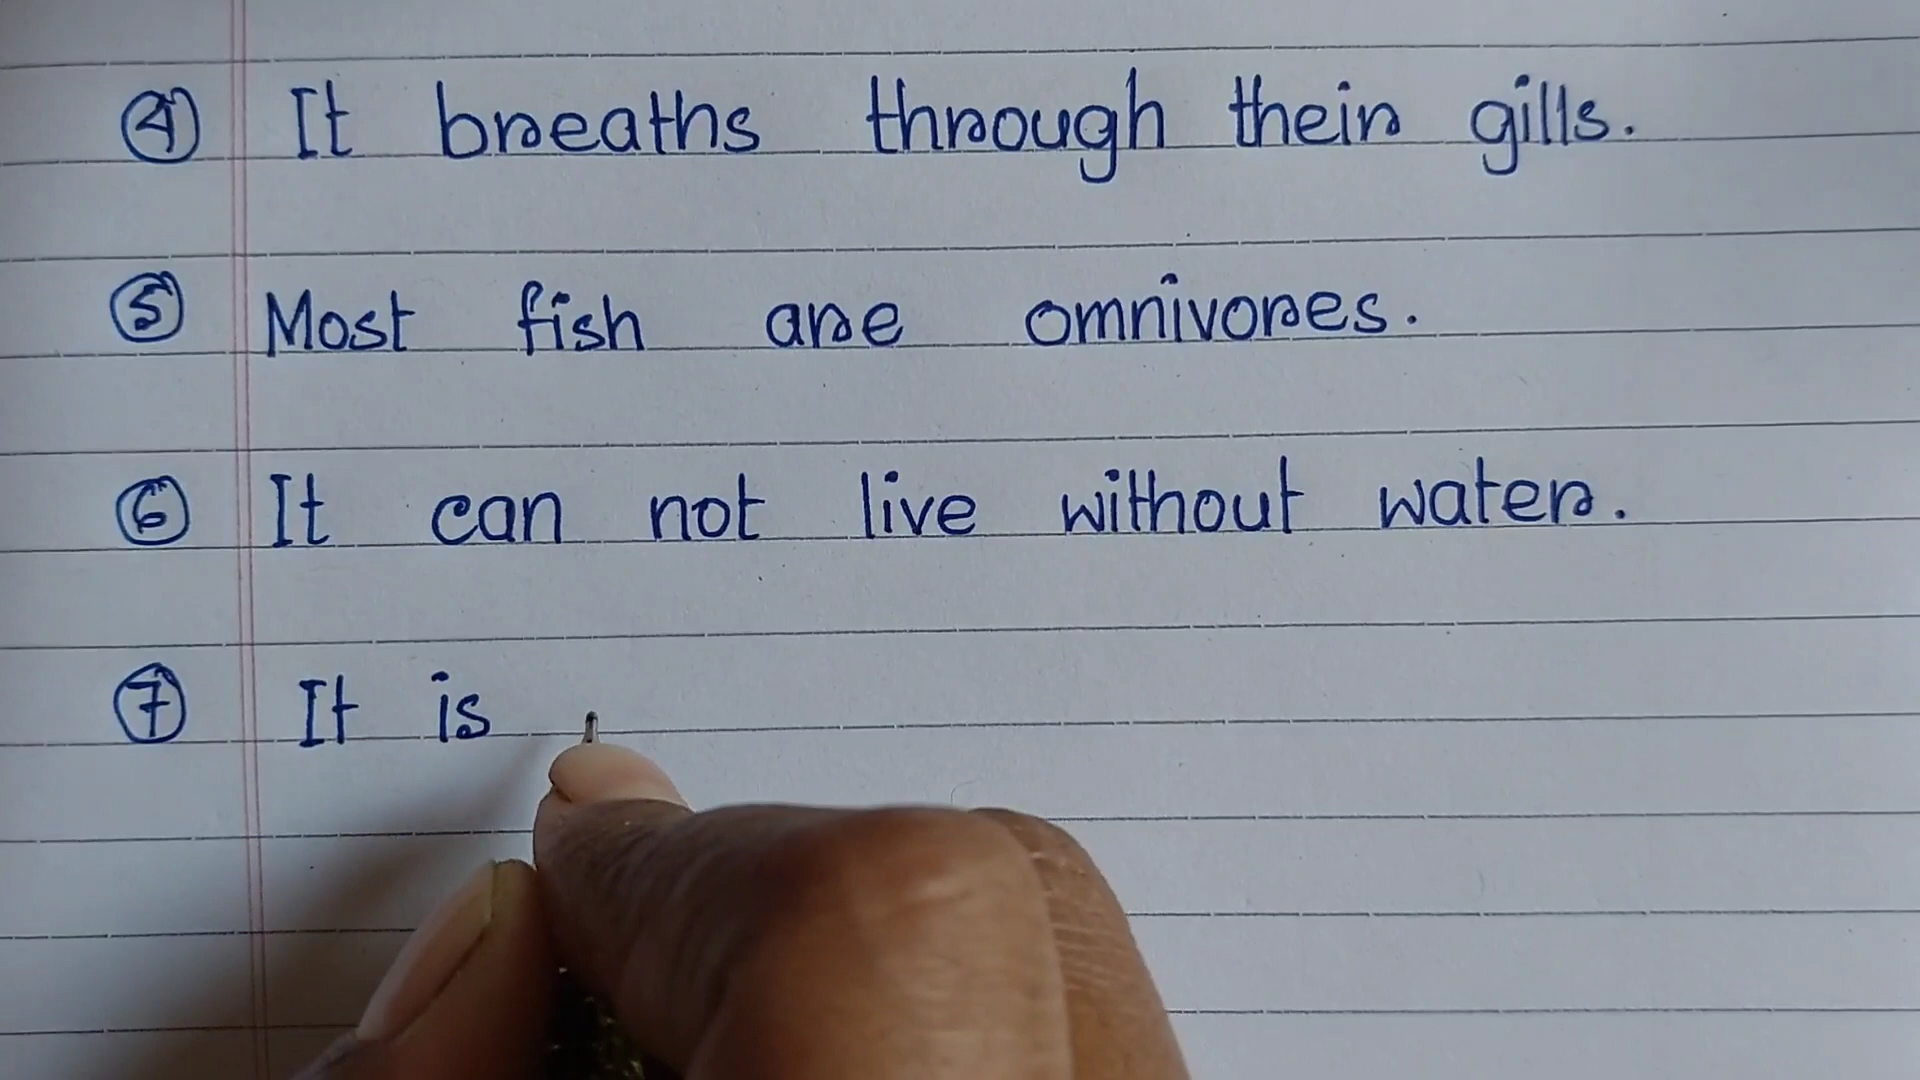 ④ It breaths through their gills.
⑤ Most fish are omnivores.
⑥ It can not live without water.
⑦ It is